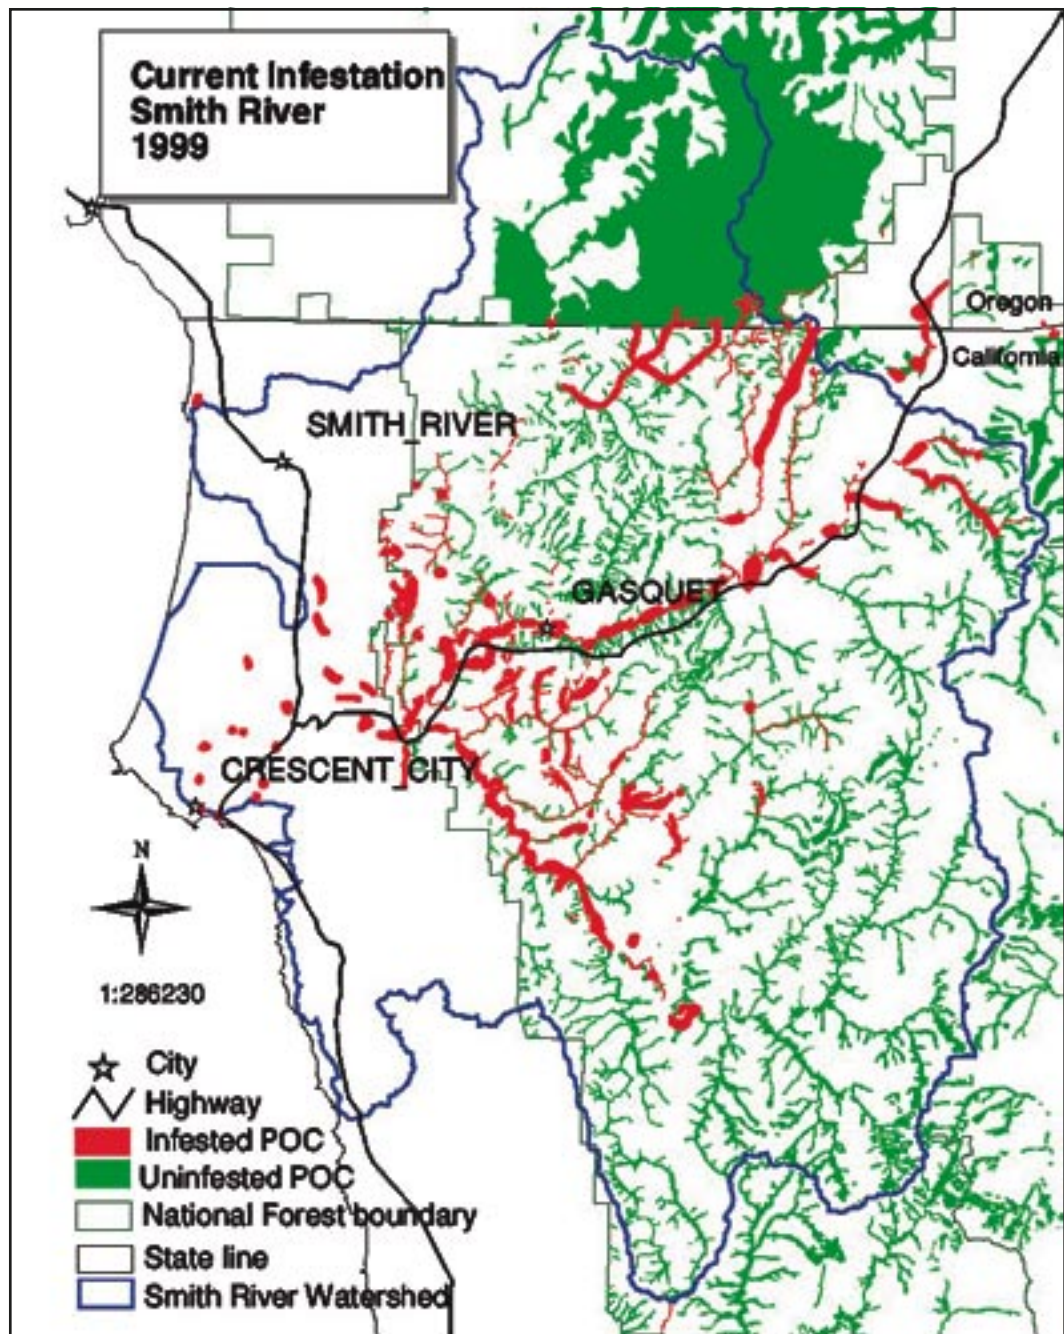 Current Infestation
Smith River
1999
Oregon
California
SMITH_RIVER
GASQUET
CRESCENT_CITY
N
1:286230
City
Highway
Infested POC
Uninfested POC
National Forest boundary
State line
Smith River Watershed